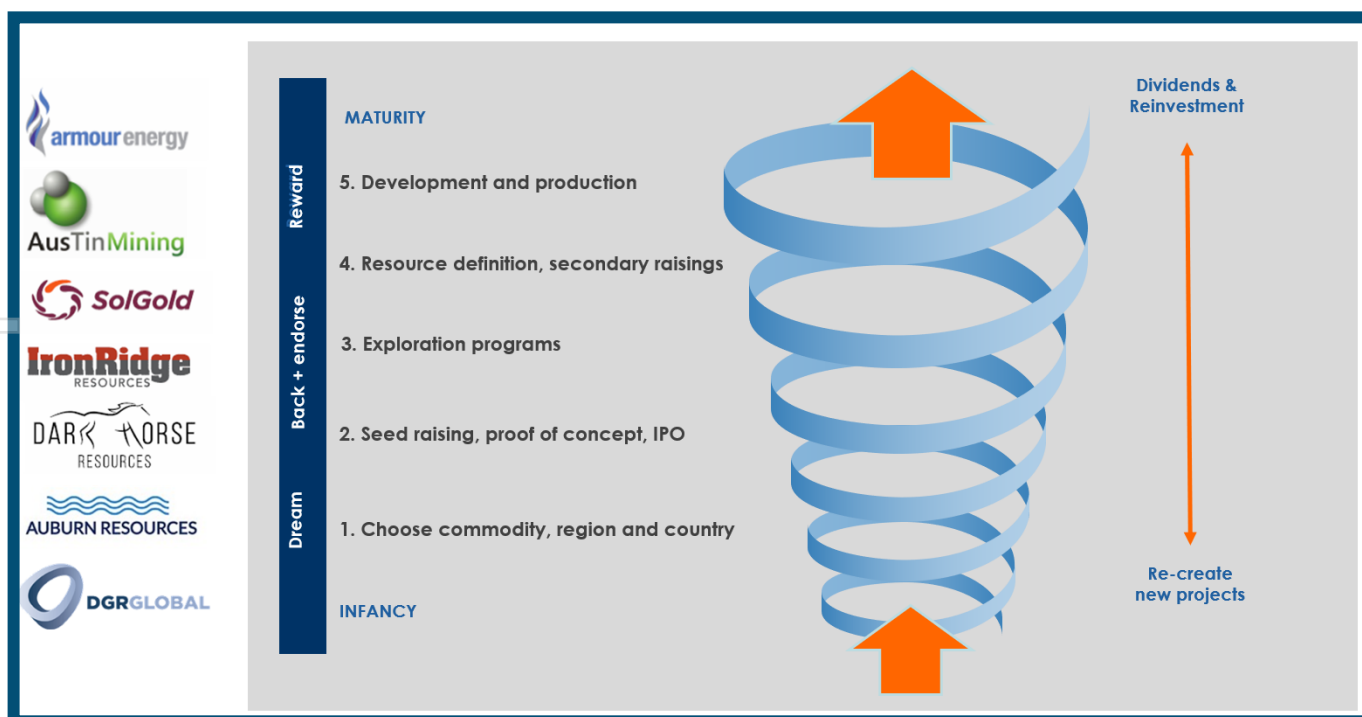 armourenergy
AusTinMining
SolGold
IronRidge
RESOURCES
DARK HORSE
RESOURCES
AUBURN RESOURCES
DGRGLOBAL
Reward
Back + endorse
Dream
MATURITY
5. Development and production
4. Resource definition, secondary raisings
3. Exploration programs
2. Seed raising, proof of concept, IPO
1. Choose commodity, region and country
INFANCY
Dividends &
Reinvestment
Re-create
new projects